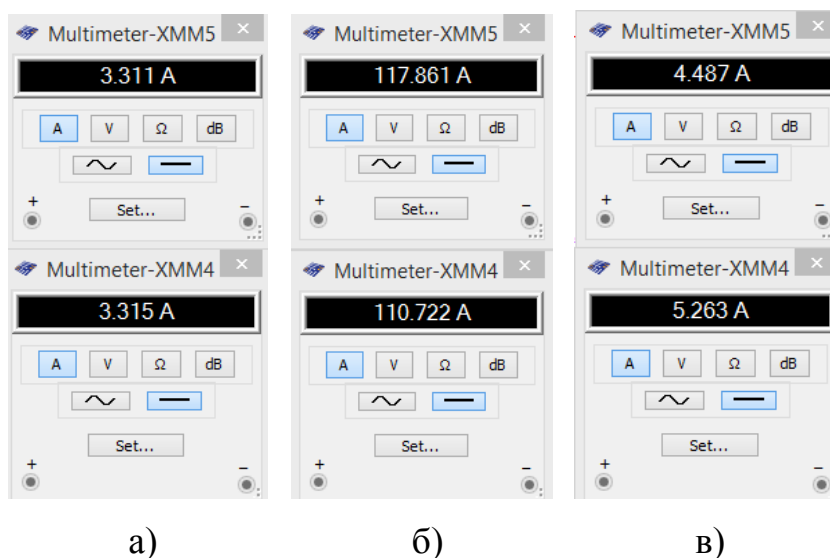 Multimeter-XMM5 ×
3.311 A
A V Ω dB
+ Set... –
Multimeter-XMM4 ×
3.315 A
A V Ω dB
Set...
+ –
а)
Multimeter-XMM5 ×
117.861 A
A V Ω dB
+ Set... –
Multimeter-XMM4 ×
110.722 A
A V Ω dB
Set...
+ –
б)
Multimeter-XMM5 ×
4.487 A
A V Ω dB
+ Set... –
Multimeter-XMM4 ×
5.263 A
A V Ω dB
Set...
+ –
в)